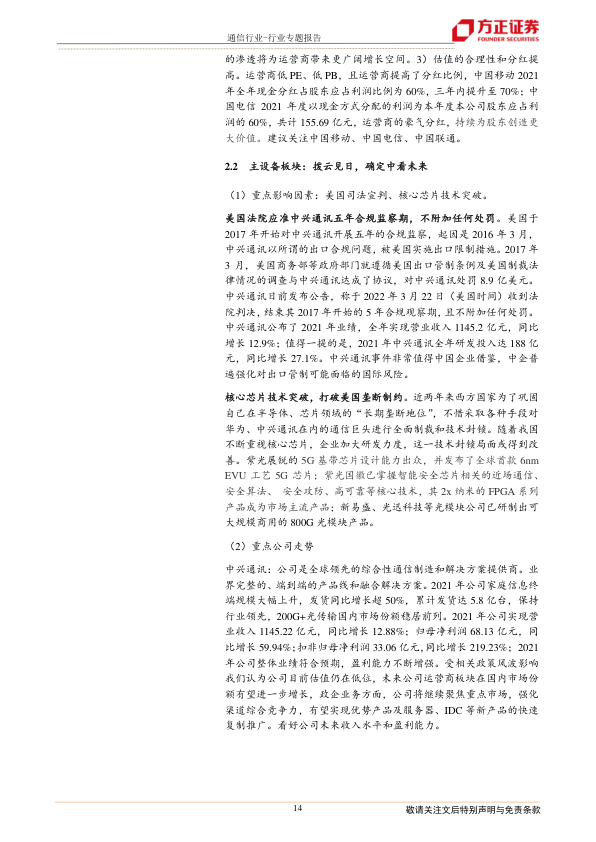 通信行业-行业专题报告
方正证券
FOUNDER SECURITIES
的渗透将为运营商带来更广阔增长空间。3）估值的合理性和分红提
高。运营商低 PE、低 PB，且运营商提高了分红比例，中国移动 2021
年全年现金分红占股东应占利润比例为 60%，三年内提升至 70%；中
国电信 2021 年度以现金方式分配的利润为本年度本公司股东应占利
润的 60%，共计 155.69 亿元，运营商的豪气分红，持续为股东创造更
大价值。建议关注中国移动、中国电信、中国联通。
2.2 主设备板块：拨云见日，确定中看未来
（1）重点影响因素：美国司法宣判、核心芯片技术突破。
美国法院应准中兴通讯五年合规监察期，不附加任何处罚。美国于
2017 年开始对中兴通讯开展五年的合规监察，起因是 2016 年 3 月，
中兴通讯以所谓的出口合规问题，被美国实施出口限制措施。2017 年
3 月，美国商务部等政府部门就遵循美国出口管制条例及美国制裁法
律情况的调查与中兴通讯达成了协议，对中兴通讯处罚 8.9 亿美元。
中兴通讯日前发布公告，称于 2022 年 3 月 22 日（美国时间）收到法
院判决，结束其 2017 年开始的 5 年合规观察期，且不附加任何处罚。
中兴通讯公布了 2021 年业绩，全年实现营业收入 1145.2 亿元，同比
增长 12.9%；值得一提的是，2021 年中兴通讯全年研发投入达 188 亿
元，同比增长 27.1%。中兴通讯事件非常值得中国企业借鉴，中企普
遍强化对出口管制可能面临的国际风险。
核心芯片技术突破，打破美国垄断制约。近两年来西方国家为了巩固
自己在半导体、芯片领域的“长期垄断地位”，不惜采取各种手段对
华为、中兴通讯在内的通信巨头进行全面制裁和技术封锁。随着我国
不断重视核心芯片，企业加大研发力度，这一技术封锁局面或得到改
善。紫光展锐的 5G 基带芯片设计能力出众，并发布了全球首款 6nm
EVU 工艺 5G 芯片；紫光国微已掌握智能安全芯片相关的近场通信、
安全算法、 安全攻防、高可靠等核心技术，其 2x 纳米的 FPGA 系列
产品成为市场主流产品；新易盛、光迅科技等光模块公司已研制出可
大规模商用的 800G 光模块产品。
（2）重点公司走势
中兴通讯：公司是全球领先的综合性通信制造和解决方案提供商。业
界完整的、端到端的产品线和融合解决方案。2021 年公司家庭信息终
端规模大幅上升，发货同比增长超 50%，累计发货达 5.8 亿台，保持
行业领先，200G+光传输国内市场份额稳居前列。2021 年公司实现营
业收入 1145.22 亿元，同比增长 12.88%；归母净利润 68.13 亿元，同
比增长 59.94%;扣非归母净利润 33.06 亿元,同比增长 219.23%；2021
年公司整体业绩符合预期，盈利能力不断增强。受相关政策风波影响
我们认为公司目前估值仍在低位，未来公司运营商板块在国内市场份
额有望进一步增长，政企业务方面，公司将继续聚焦重点市场，强化
渠道综合竞争力，有望实现优势产品及服务器、IDC 等新产品的快速
复制推广。看好公司未来收入水平和盈利能力。
14
敬请关注文后特别声明与免责条款